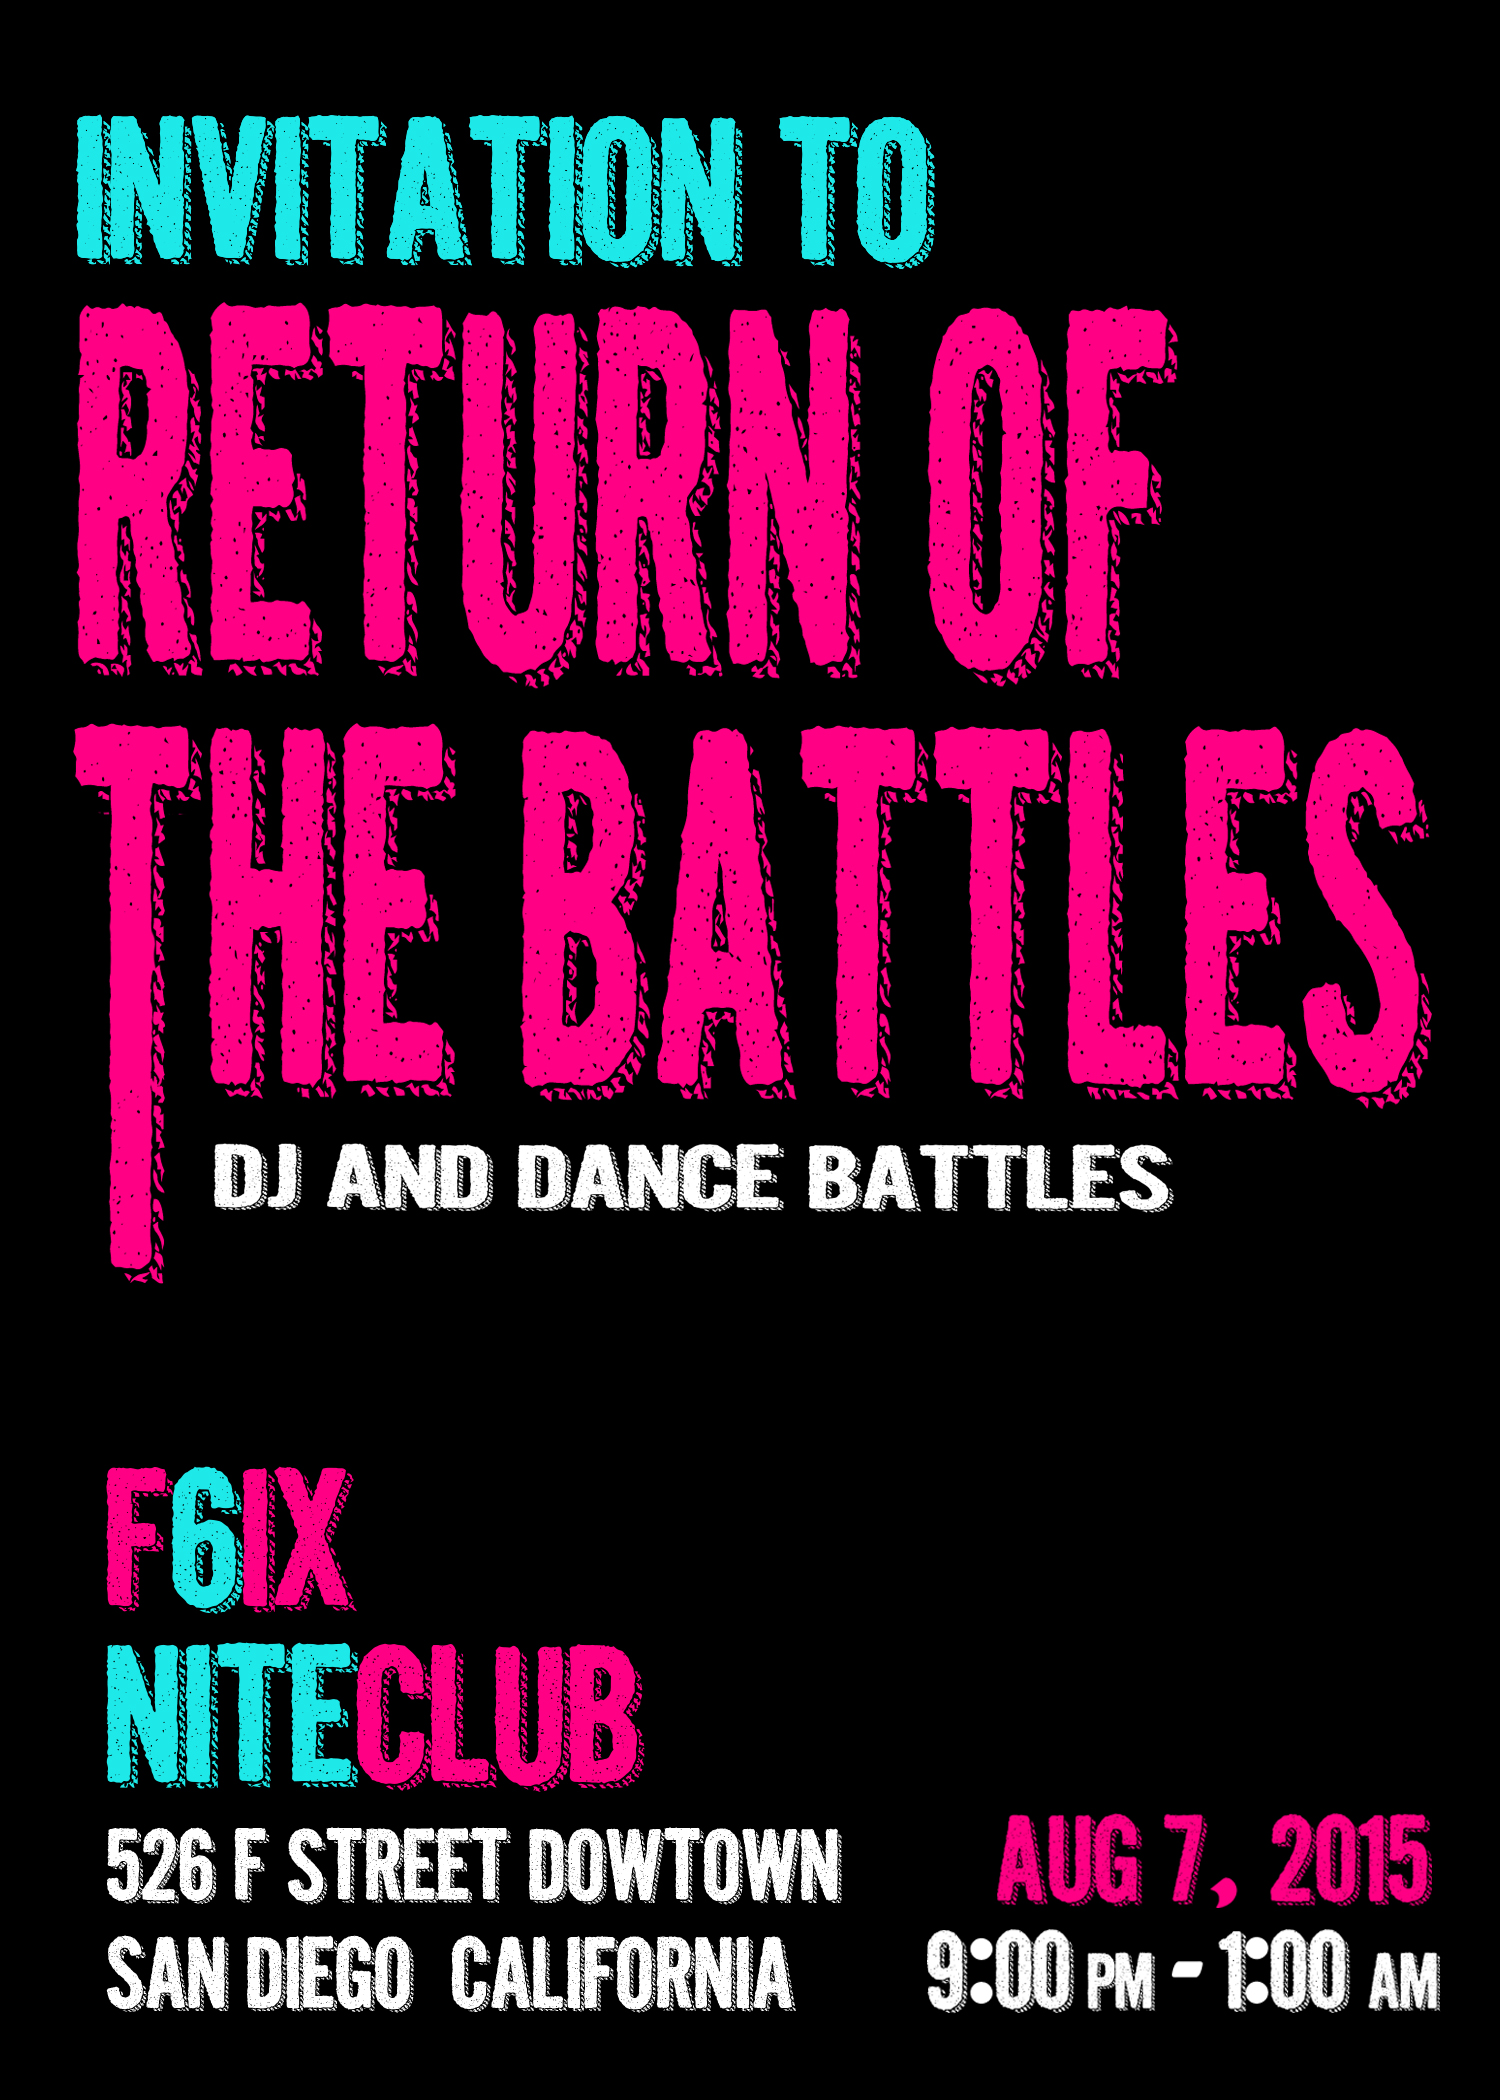 INVITATION TO
RETURN OF
THE BATTLES
DJ AND DANCE BATTLES
F6IX
NITECLUB
526 F STREET DOWTOWN
SAN DIEGO CALIFORNIA
AUG 7, 2015
9:00 PM - 1:00 AM